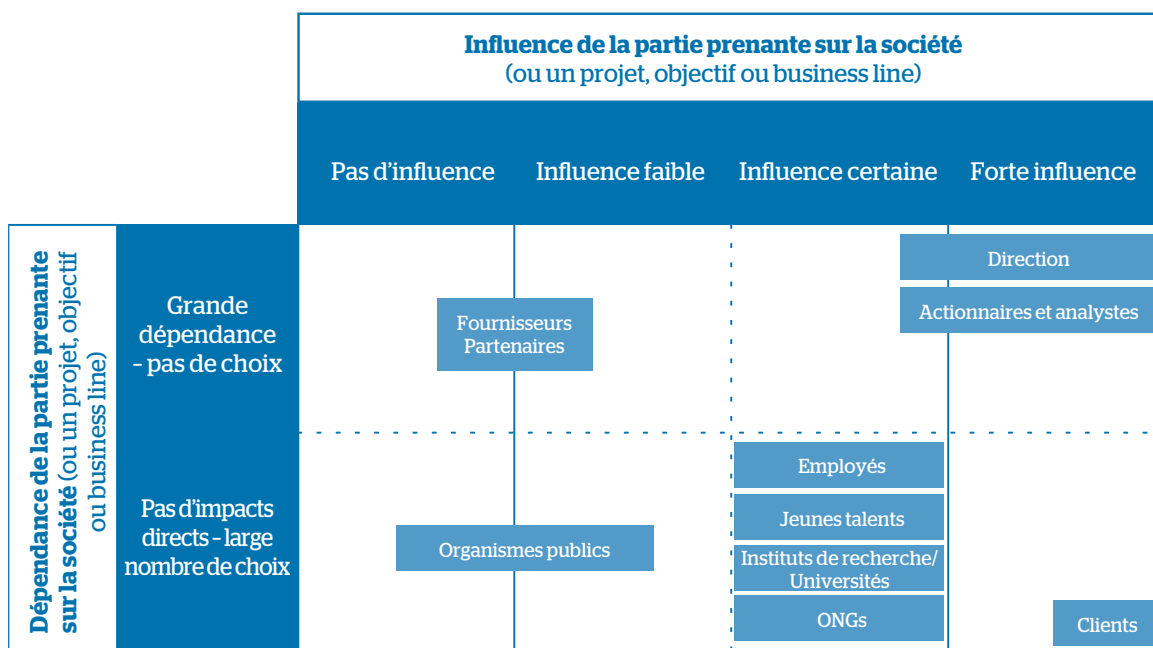 Influence de la partie prenante sur la société
(ou un projet, objectif ou business line)
Pas d'influence
Influence faible
Influence certaine
Forte influence
Dépendance de la partie prenante
sur la société (ou un projet, objectif
ou business line)
Grande
dépendance
– pas de choix
Fournisseurs
Partenaires
Direction
Actionnaires et analystes
Pas d'impacts
directs – large
nombre de choix
Organismes publics
Employés
Jeunes talents
Instituts de recherche/
Universités
ONGs
Clients